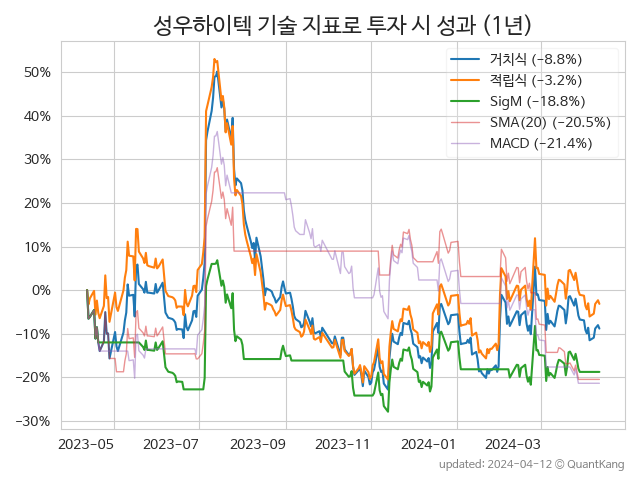 성우하이텍 기술 지표로 투자 시 성과 (1년)
거치식 (−8.8%)
적립식 (−3.2%)
SigM (−18.8%)
SMA(20) (−20.5%)
MACD (−21.4%)
50%
40%
30%
20%
10%
0%
−10%
−20%
−30%
2023-05 2023-07 2023-09 2023-11 2024-01 2024-03
updated: 2024-04-12 © QuantKang